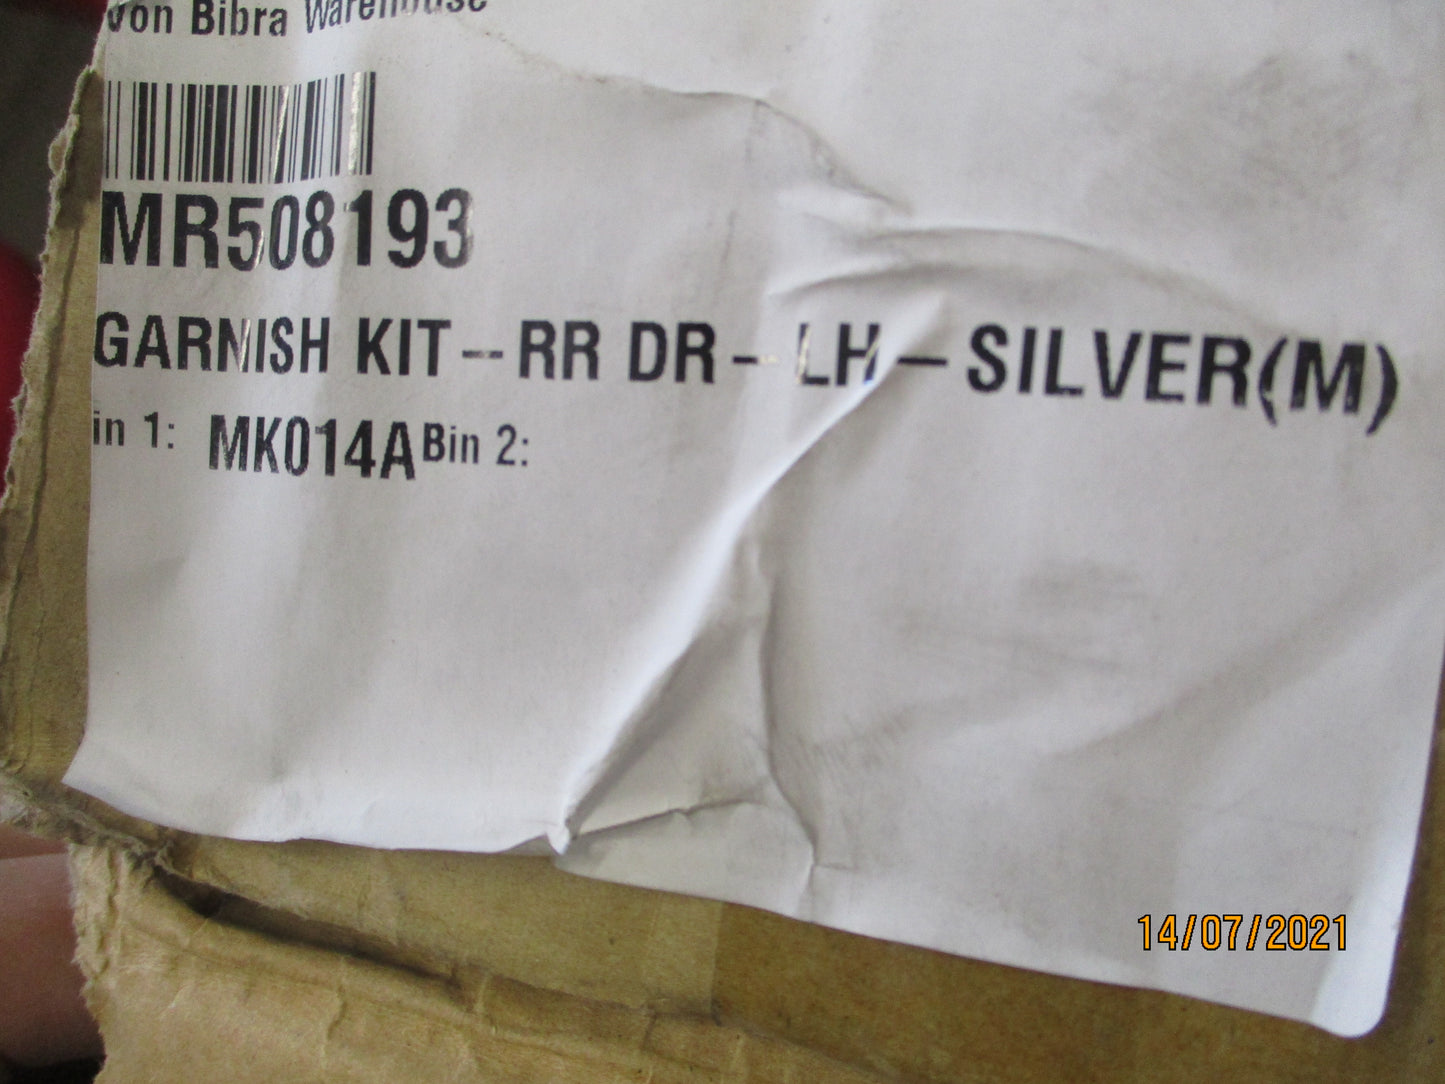 Von Bibra Warehouse
MR508193
GARNISH KIT-RR DR-LH-SILVER(M)
in 1: MK014A Bin 2:
14/07/2021